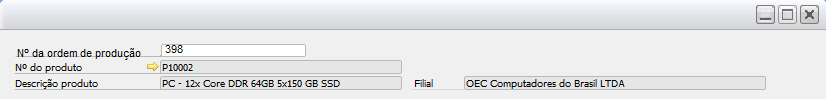 Nº da ordem de produção 398
Nº do produto P10002
Descrição produto PC - 12x Core DDR 64GB 5x150 GB SSD Filial OEC Computadores do Brasil LTDA